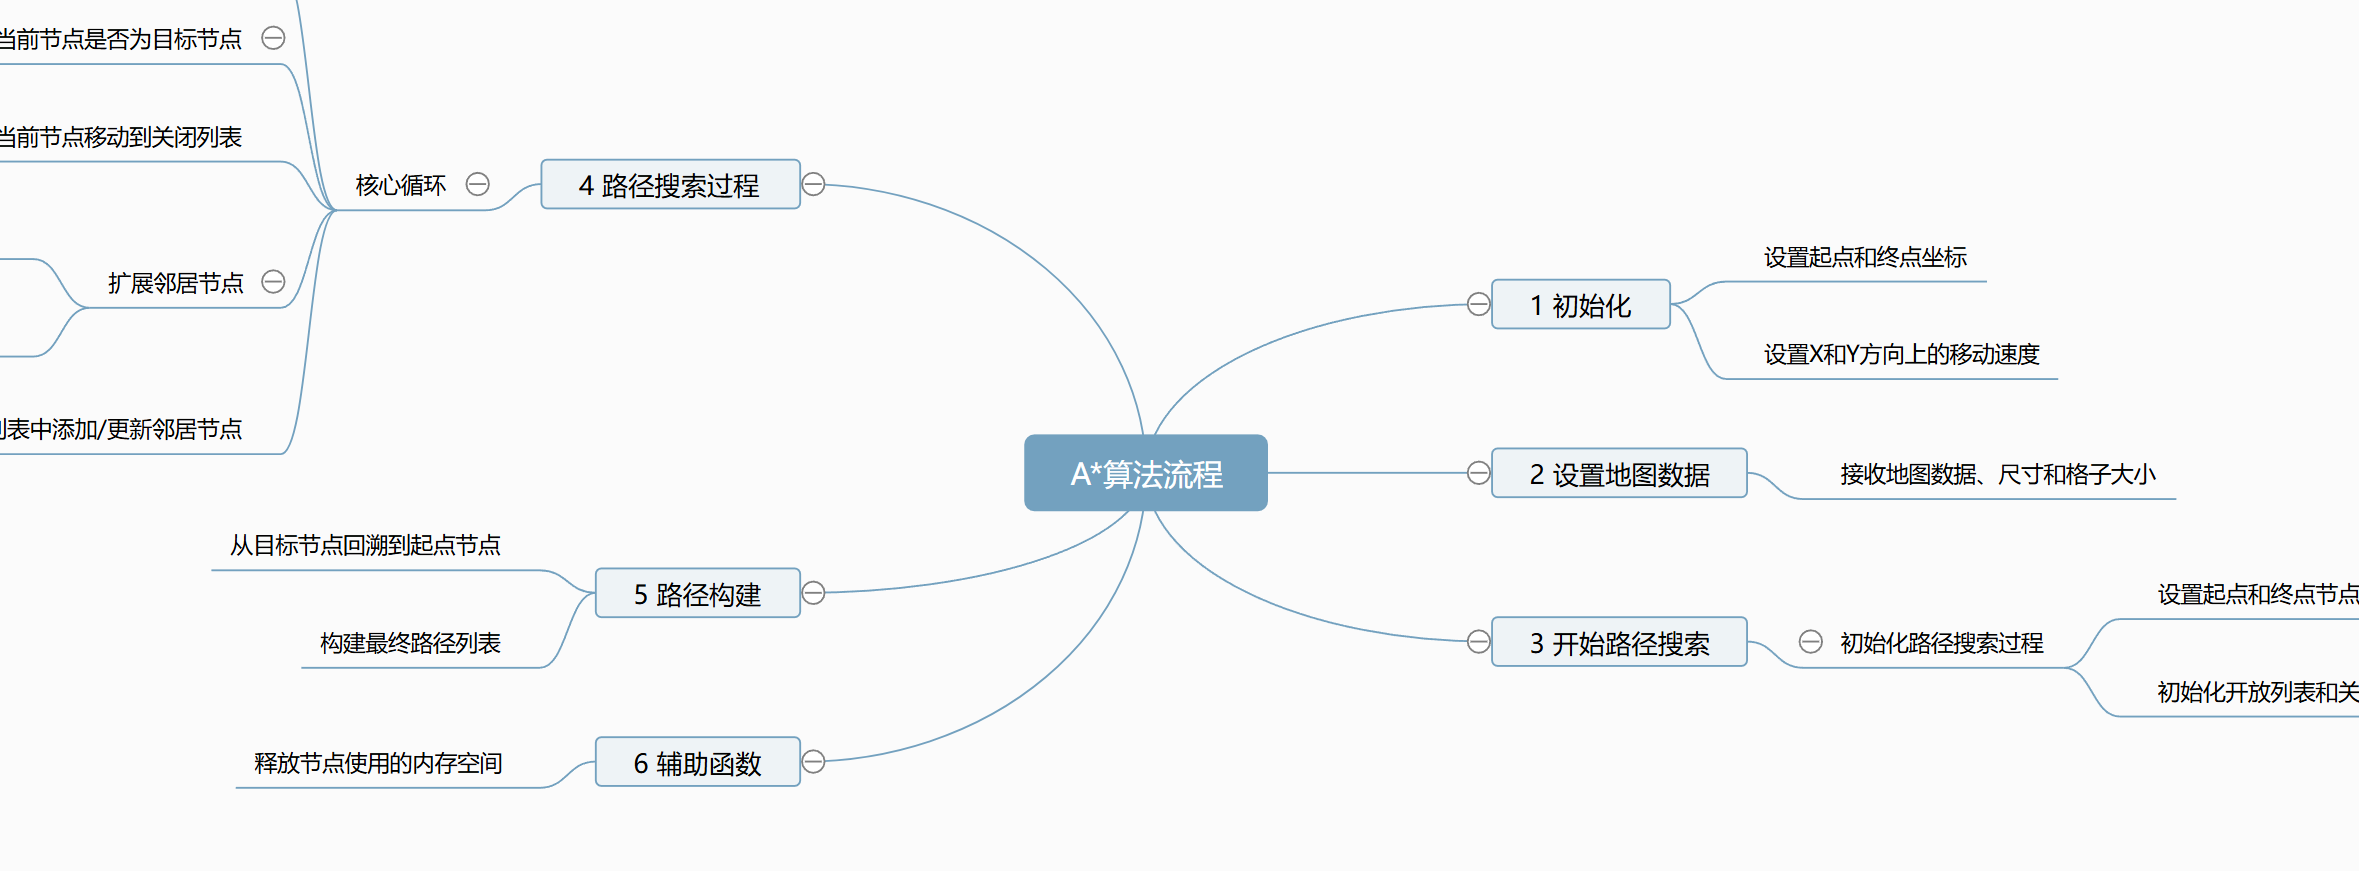 A*算法流程
1 初始化
设置起点和终点坐标
设置X和Y方向上的移动速度
2 设置地图数据
接收地图数据、尺寸和格子大小
3 开始路径搜索
初始化路径搜索过程
设置起点和终点节点
初始化开放列表和关
4 路径搜索过程
核心循环
当前节点是否为目标节点
当前节点移动到关闭列表
扩展邻居节点
表中添加/更新邻居节点
5 路径构建
从目标节点回溯到起点节点
构建最终路径列表
6 辅助函数
释放节点使用的内存空间